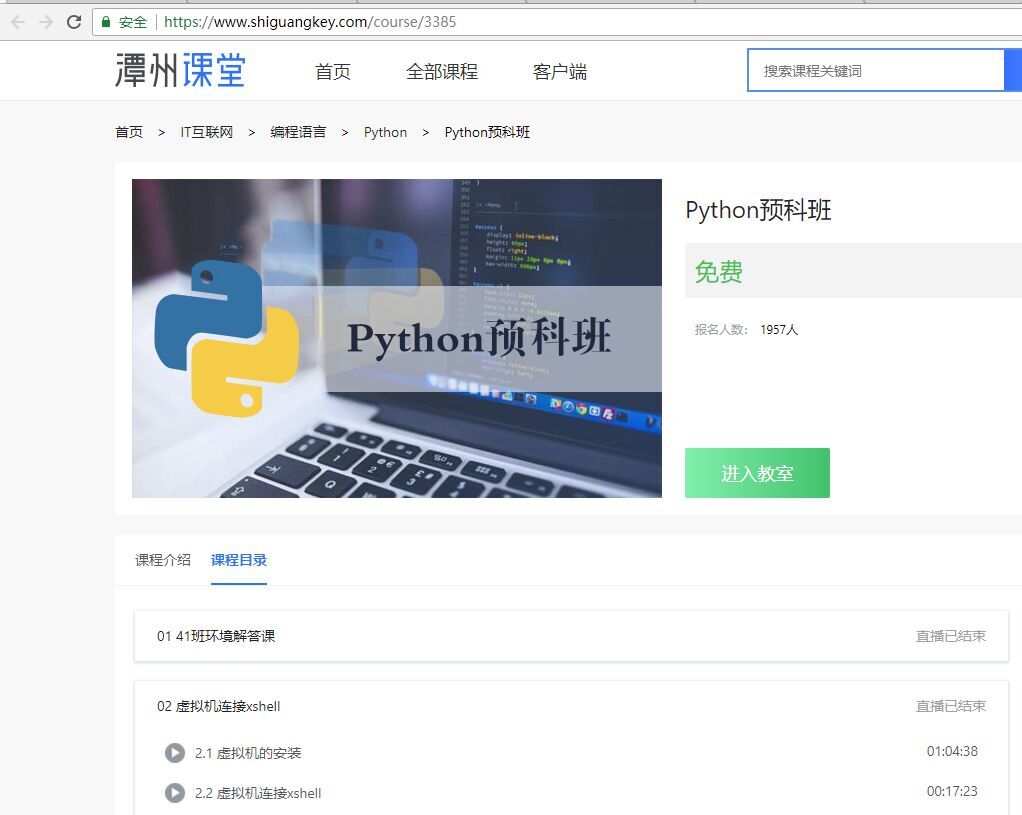 安全 | https://www.shiguangkey.com/course/3385
潭州课堂 首页 全部课程 客户端 搜索课程关键词
首页 > IT互联网 > 编程语言 > Python > Python预科班
Python预科班
Python预科班
免费
报名人数: 1957人
进入教室
课程介绍 课程目录
01 41班环境解答课 直播已结束
02 虚拟机连接xshell 直播已结束
2.1 虚拟机的安装 01:04:38
2.2 虚拟机连接xshell 00:17:23